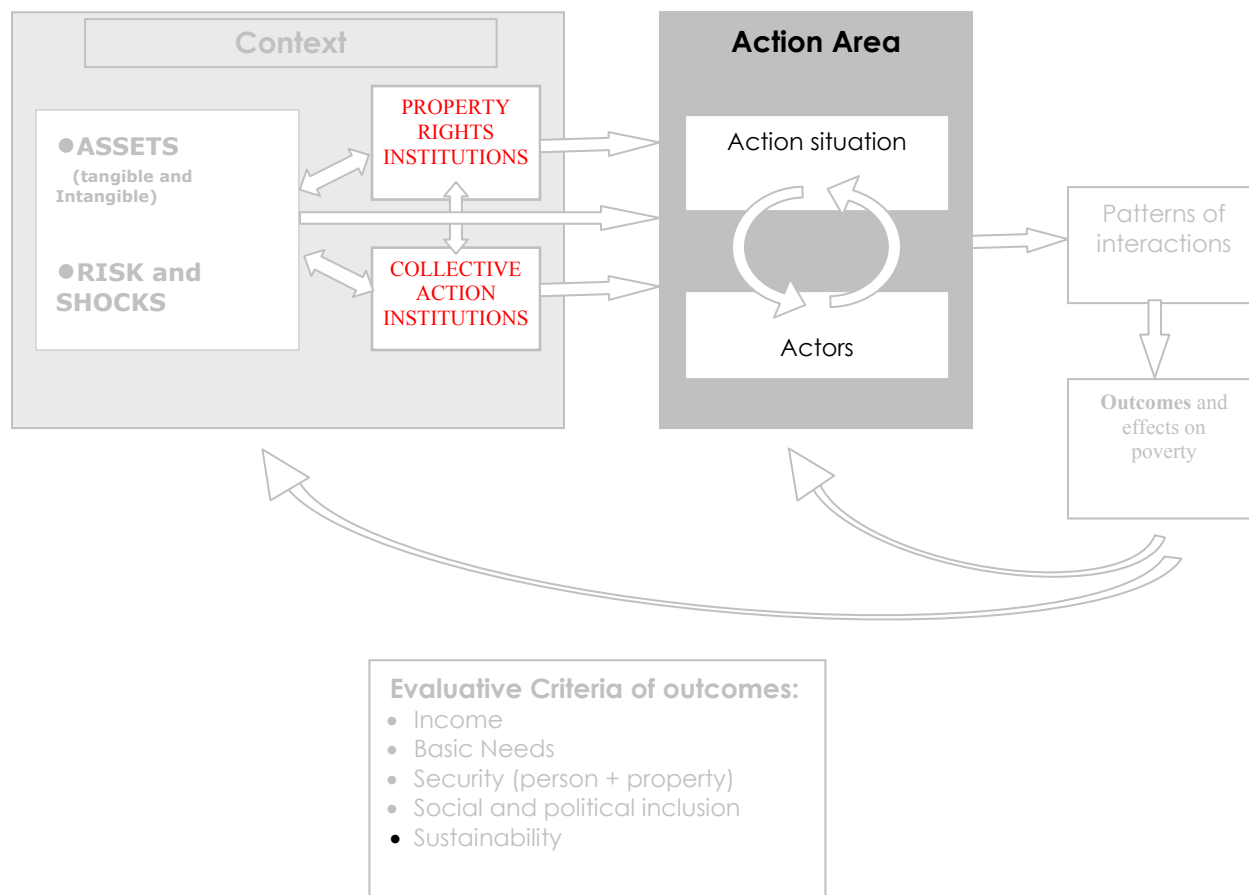 Context
●ASSETS
(tangible and
Intangible)
●RISK and
SHOCKS
PROPERTY
RIGHTS
INSTITUTIONS
COLLECTIVE
ACTION
INSTITUTIONS
Action Area
Action situation
Actors
Patterns of
interactions
Outcomes and
effects on
poverty
Evaluative Criteria of outcomes:
• Income
• Basic Needs
• Security (person + property)
• Social and political inclusion
• Sustainability